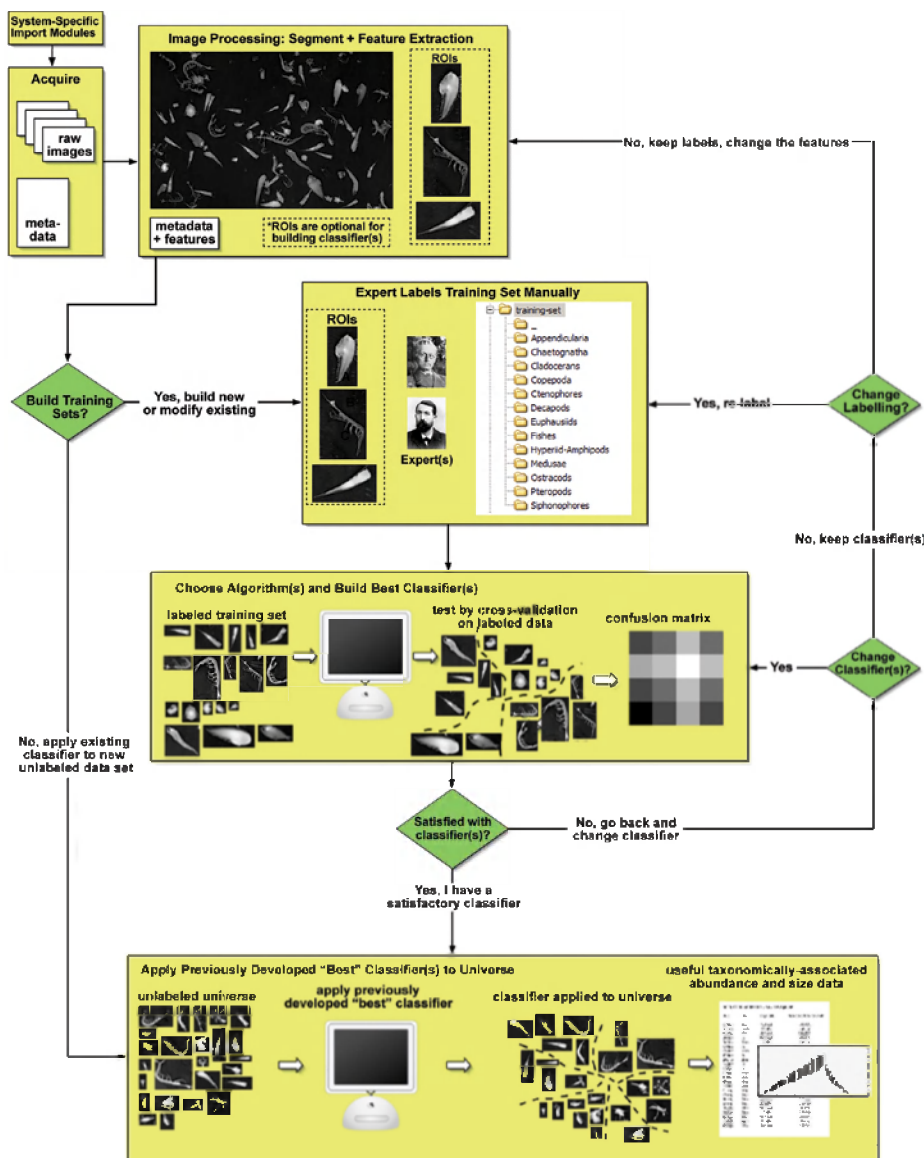 System-Specific
Import Modules
Acquire
raw
images
meta-
data
Image Processing: Segment + Feature Extraction
ROIs
metadata
+ features
*ROIs are optional for
building classifier(s)
No, keep labels, change the features
Expert Labels Training Set Manually
ROIs
Expert(s)
training-set
_
Appendicularia
Chaetognatha
Cladocerans
Copepoda
Ctenophores
Decapods
Euphausids
Fishes
Hyperiid-Amphipods
Medusae
Ostracods
Pteropods
Siphonophores
Build Training
Sets?
Yes, build new
or modify existing
Yes, re-label
Change
Labelling?
No, keep classifier(s)
Choose Algorithm(s) and Build Best Classifier(s)
labeled training set
test by cross-validation
on labeled data
confusion matrix
Yes
Change
Classifier(s)?
No, apply existing
classifier to new
unlabeled data set
Satisfied with
classifier(s)?
No, go back and
change classifier
Yes, I have a
satisfactory classifier
Apply Previously Developed "Best" Classifier(s) to Universe
unlabeled universe
apply previously
developed "best" classifier
classifier applied to universe
useful taxonomically-associated
abundance and size data